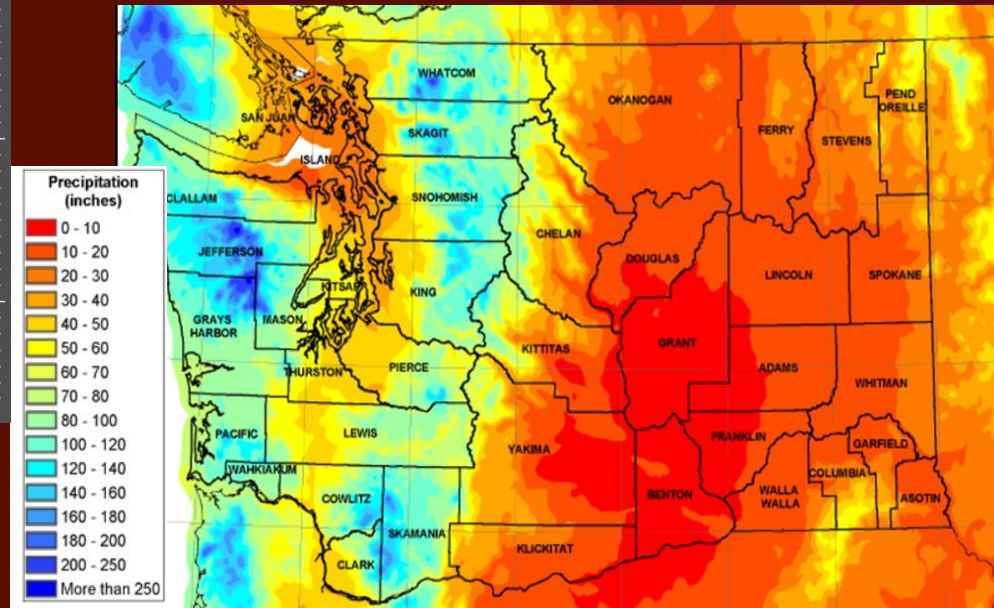 WHATCOM
OKANOGAN
PEND
OREILLE
SAN JUAN
SKAGIT
FERRY
STEVENS
ISLAND
Precipitation
(inches)
0 - 10
10 - 20
20 - 30
30 - 40
40 - 50
50 - 60
60 - 70
70 - 80
80 - 100
100 - 120
120 - 140
140 - 160
160 - 180
180 - 200
200 - 250
More than 250
CLALLAM
SNOHOMISH
CHELAN
JEFFERSON
DOUGLAS
LINCOLN
SPOKANE
KITSAP
KING
GRAYS
HARBOR
MASON
KITTITAS
GRANT
THURSTON
PIERCE
ADAMS
WHITMAN
PACIFIC
LEWIS
YAKIMA
FRANKLIN
GARFIELD
WAHKIAKUM
COLUMBIA
COWLITZ
BENTON
WALLA
WALLA
ASOTIN
SKAMANIA
KLICKITAT
CLARK